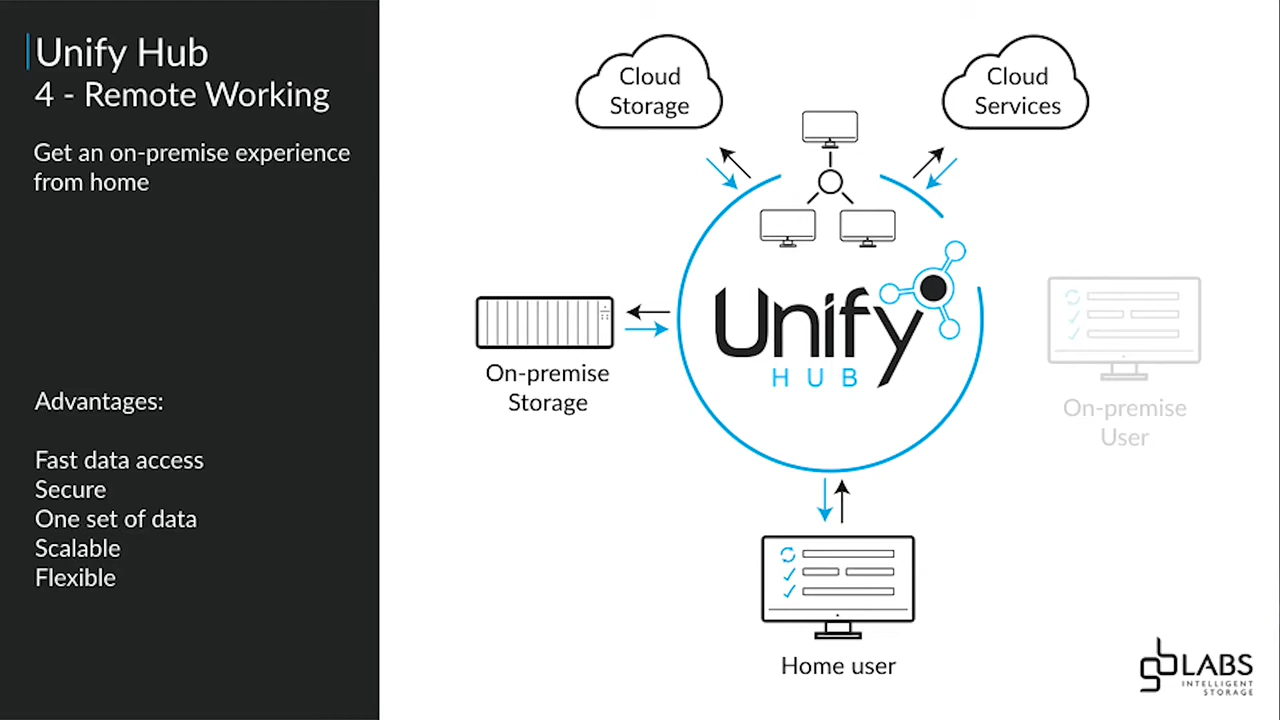 Unify Hub
4 - Remote Working
Get an on-premise experience
from home
Advantages:
Fast data access
Secure
One set of data
Scalable
Flexible
Cloud
Storage
Cloud
Services
Unify
HUB
On-premise
Storage
On-premise
User
Home user
gb LABS
INTELLIGENT
STORAGE